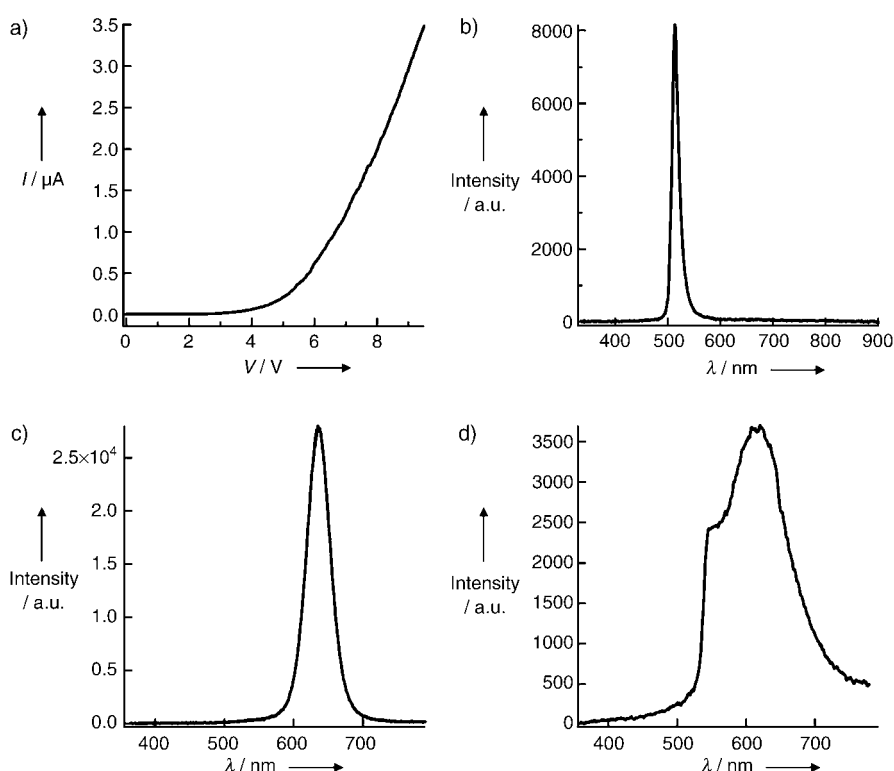 a)
3.5
3.0
2.5
2.0
1.5
1.0
0.5
0.0
I / µA
0 2 4 6 8
V / V
b)
8000
6000
4000
2000
0
Intensity
/ a.u.
400 500 600 700 800 900
λ / nm
c)
2.5×10⁴
2.0
1.5
1.0
0.5
0.0
Intensity
/ a.u.
400 500 600 700
λ / nm
d)
3500
3000
2500
2000
1500
1000
500
0
Intensity
/ a.u.
400 500 600 700
λ / nm